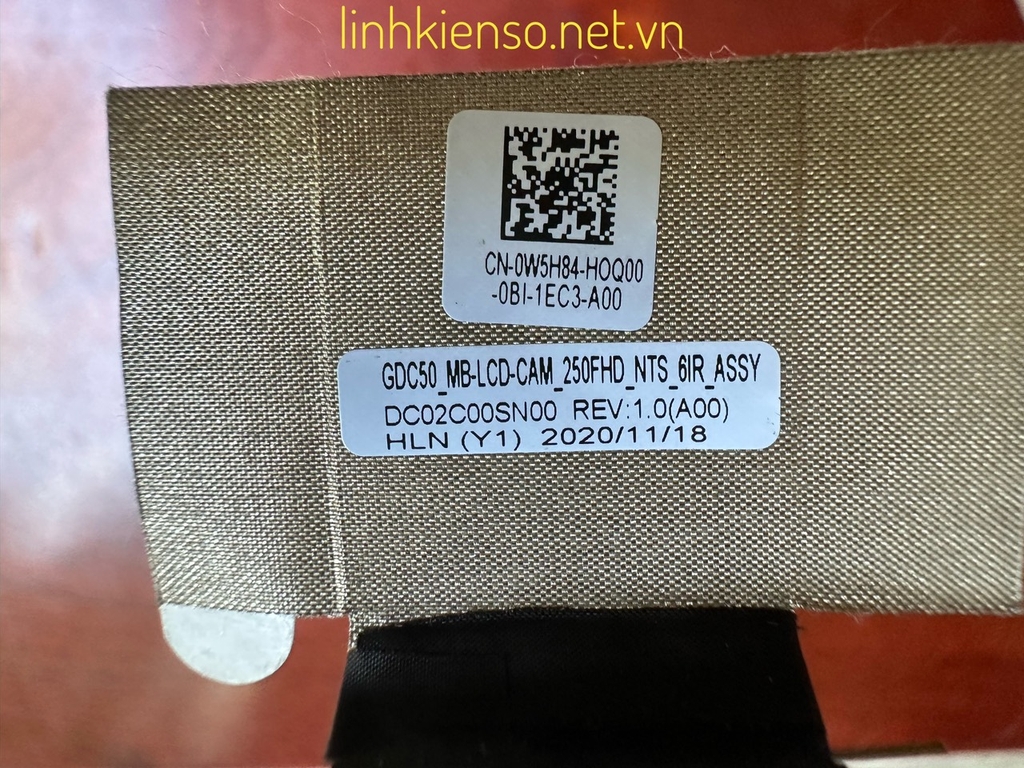 linhkienso.net.vn
CN-0W5H84-HOQ00
-0BI-1EC3-A00
GDC50_MB-LCD-CAM_250FHD_NTS_6IR_ASSY
DC02C00SN00 REV:1.0(A00)
HLN (Y1) 2020/11/18